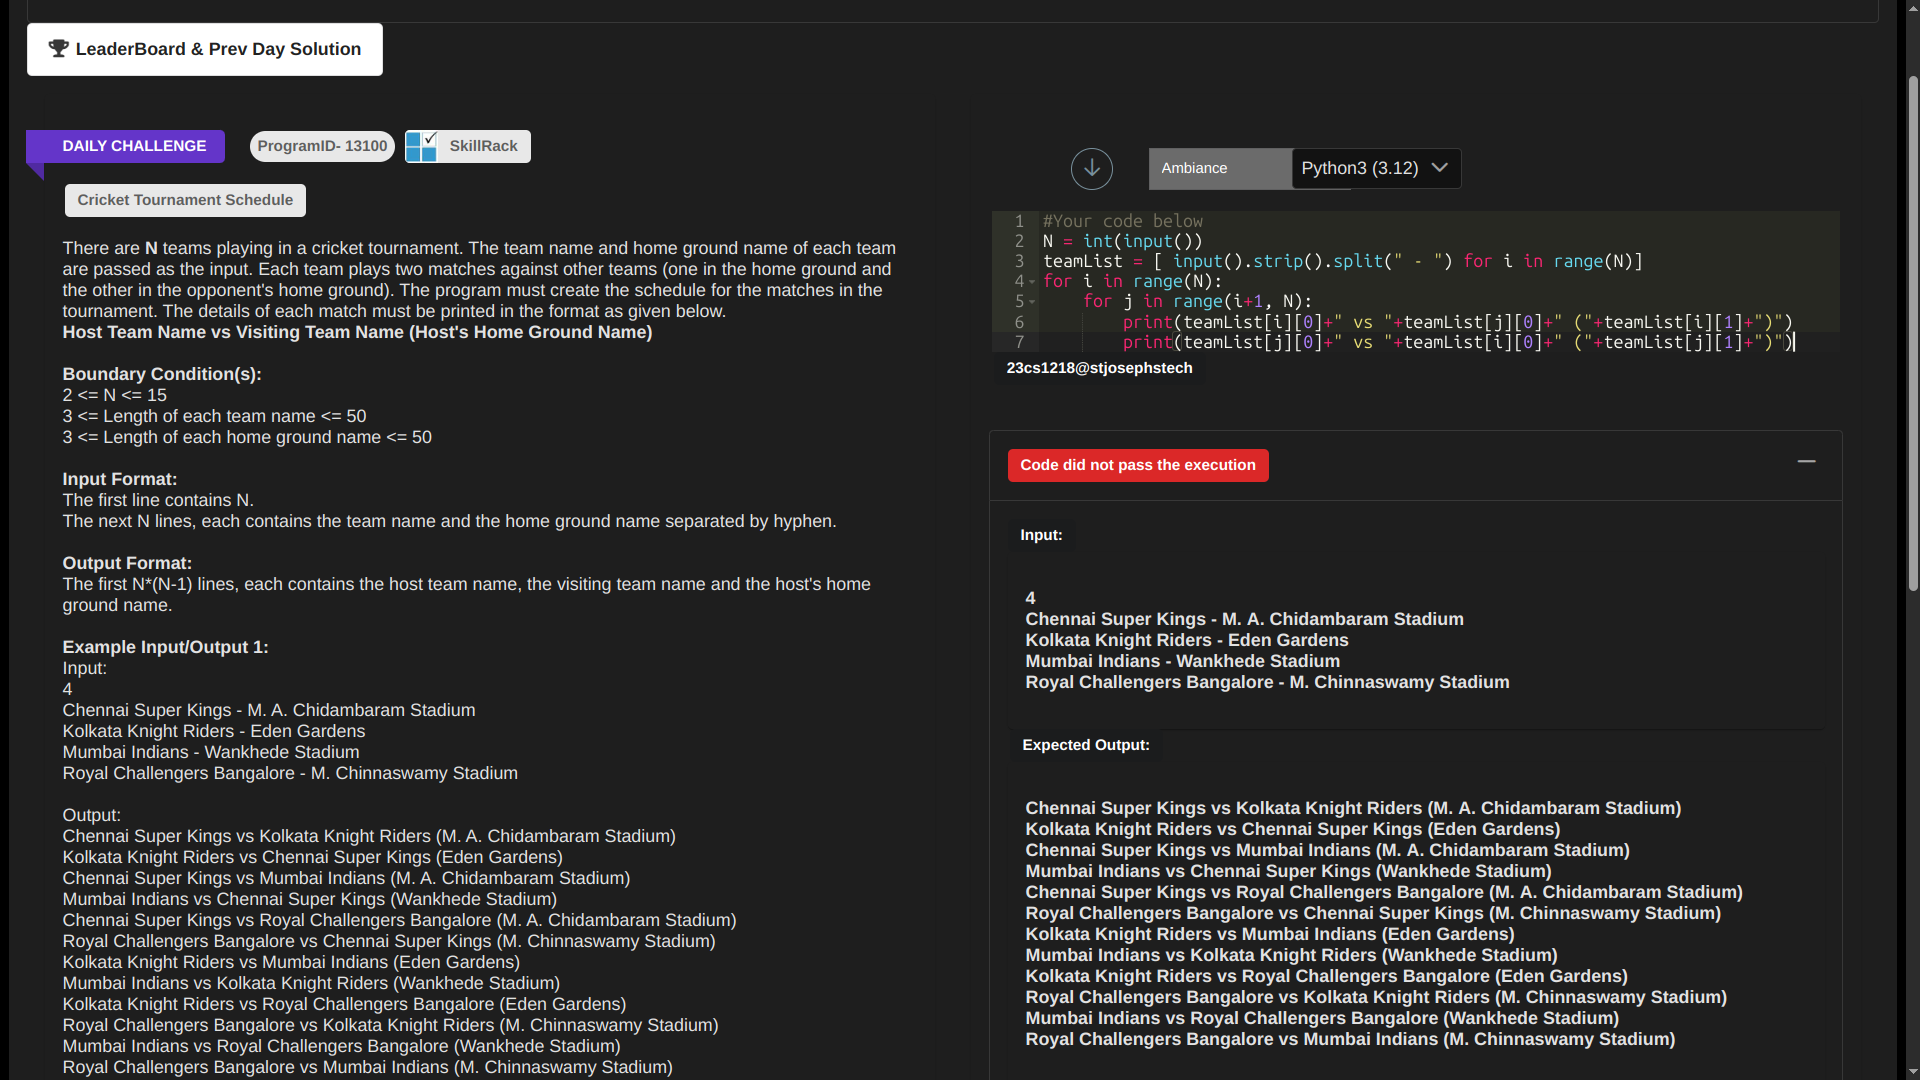 LeaderBoard & Prev Day Solution
DAILY CHALLENGE
ProgramID- 13100
SkillRack
Cricket Tournament Schedule
There are N teams playing in a cricket tournament. The team name and home ground name of each team
are passed as the input. Each team plays two matches against other teams (one in the home ground and
the other in the opponent's home ground). The program must create the schedule for the matches in the
tournament. The details of each match must be printed in the format as given below.
Host Team Name vs Visiting Team Name (Host's Home Ground Name)
Boundary Condition(s):
2 <= N <= 15
3 <= Length of each team name <= 50
3 <= Length of each home ground name <= 50
Input Format:
The first line contains N.
The next N lines, each contains the team name and the home ground name separated by hyphen.
Output Format:
The first N*(N-1) lines, each contains the host team name, the visiting team name and the host's home
ground name.
Example Input/Output 1:
Input:
4
Chennai Super Kings - M. A. Chidambaram Stadium
Kolkata Knight Riders - Eden Gardens
Mumbai Indians - Wankhede Stadium
Royal Challengers Bangalore - M. Chinnaswamy Stadium
Output:
Chennai Super Kings vs Kolkata Knight Riders (M. A. Chidambaram Stadium)
Kolkata Knight Riders vs Chennai Super Kings (Eden Gardens)
Chennai Super Kings vs Mumbai Indians (M. A. Chidambaram Stadium)
Mumbai Indians vs Chennai Super Kings (Wankhede Stadium)
Chennai Super Kings vs Royal Challengers Bangalore (M. A. Chidambaram Stadium)
Royal Challengers Bangalore vs Chennai Super Kings (M. Chinnaswamy Stadium)
Kolkata Knight Riders vs Mumbai Indians (Eden Gardens)
Mumbai Indians vs Kolkata Knight Riders (Wankhede Stadium)
Kolkata Knight Riders vs Royal Challengers Bangalore (Eden Gardens)
Royal Challengers Bangalore vs Kolkata Knight Riders (M. Chinnaswamy Stadium)
Mumbai Indians vs Royal Challengers Bangalore (Wankhede Stadium)
Royal Challengers Bangalore vs Mumbai Indians (M. Chinnaswamy Stadium)
Ambiance
Python3 (3.12)
1 #Your code below
2 N = int(input())
3 teamList = [ input().strip().split(" - ") for i in range(N)]
4 for i in range(N):
5     for j in range(i+1, N):
6         print(teamList[i][0]+" vs "+teamList[j][0]+" ("+teamList[i][1]+")")
7         print(teamList[j][0]+" vs "+teamList[i][0]+" ("+teamList[j][1]+")")
23cs1218@stjosephstech
Code did not pass the execution
Input:
4
Chennai Super Kings - M. A. Chidambaram Stadium
Kolkata Knight Riders - Eden Gardens
Mumbai Indians - Wankhede Stadium
Royal Challengers Bangalore - M. Chinnaswamy Stadium
Expected Output:
Chennai Super Kings vs Kolkata Knight Riders (M. A. Chidambaram Stadium)
Kolkata Knight Riders vs Chennai Super Kings (Eden Gardens)
Chennai Super Kings vs Mumbai Indians (M. A. Chidambaram Stadium)
Mumbai Indians vs Chennai Super Kings (Wankhede Stadium)
Chennai Super Kings vs Royal Challengers Bangalore (M. A. Chidambaram Stadium)
Royal Challengers Bangalore vs Chennai Super Kings (M. Chinnaswamy Stadium)
Kolkata Knight Riders vs Mumbai Indians (Eden Gardens)
Mumbai Indians vs Kolkata Knight Riders (Wankhede Stadium)
Kolkata Knight Riders vs Royal Challengers Bangalore (Eden Gardens)
Royal Challengers Bangalore vs Kolkata Knight Riders (M. Chinnaswamy Stadium)
Mumbai Indians vs Royal Challengers Bangalore (Wankhede Stadium)
Royal Challengers Bangalore vs Mumbai Indians (M. Chinnaswamy Stadium)